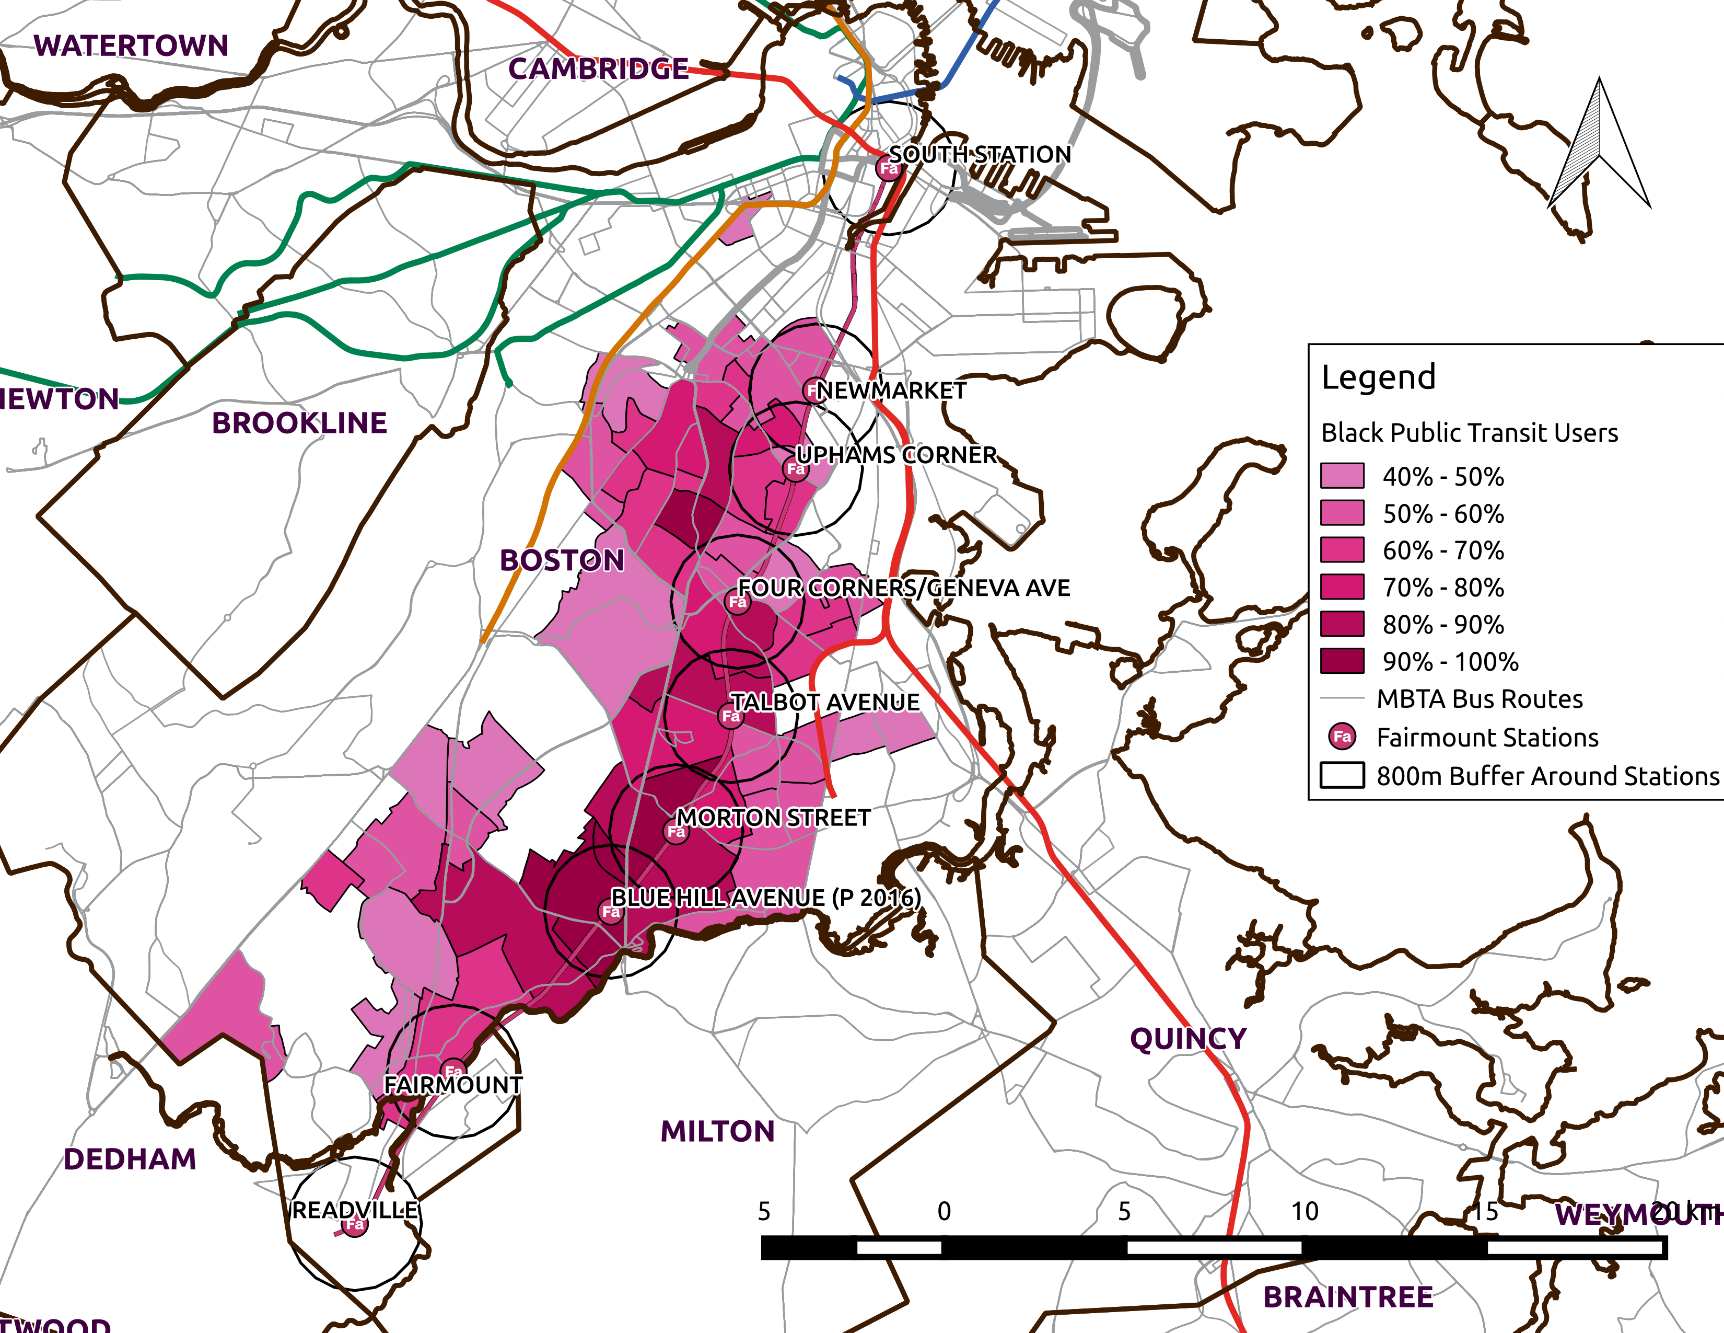 WATERTOWN
CAMBRIDGE
SOUTH STATION
Fa
NEWMARKET
BROOKLINE
UPHAMS CORNER
Fa
BOSTON
FOUR CORNERS/GENEVA AVE
Fa
TALBOT AVENUE
Fa
MORTON STREET
Fa
BLUE HILL AVENUE (P 2016)
Fa
FAIRMOUNT
Fa
READVILLE
Fa
DEDHAM
MILTON
QUINCY
WEYMOUTH
BRAINTREE
Legend
Black Public Transit Users
40% - 50%
50% - 60%
60% - 70%
70% - 80%
80% - 90%
90% - 100%
MBTA Bus Routes
Fa Fairmount Stations
800m Buffer Around Stations
5 0 5 10 15 20 km